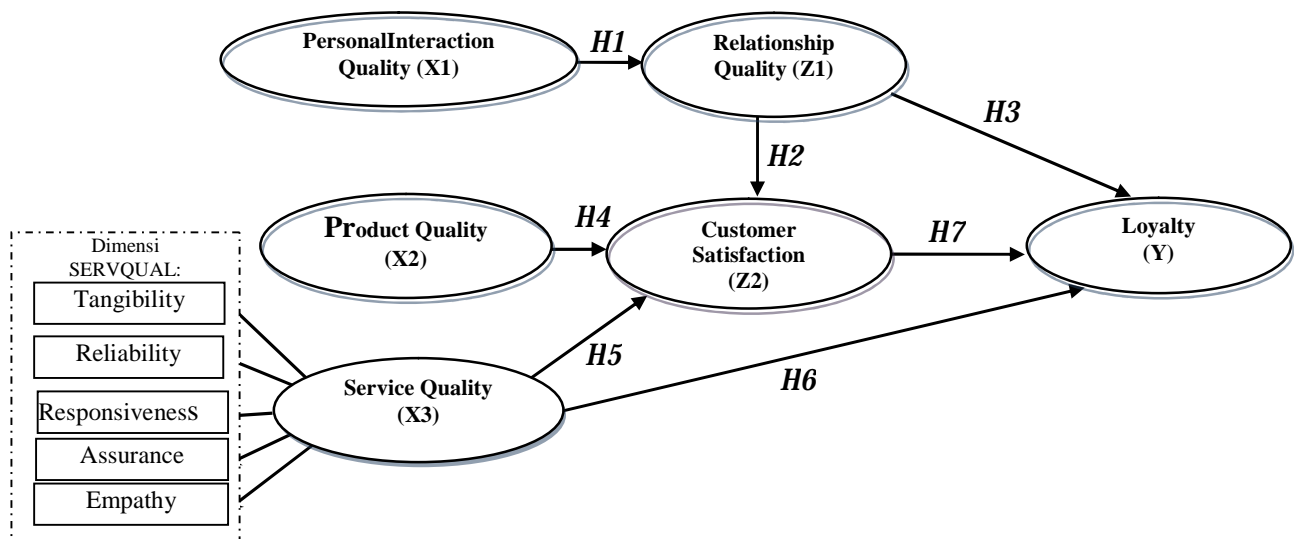 PersonalInteraction
Quality (X1)
H1
Relationship
Quality (Z1)
H3
H2
Product Quality
(X2)
H4
Customer
Satisfaction
(Z2)
H7
Loyalty
(Y)
Dimensi
SERVQUAL:
Tangibility
Reliability
Responsiveness
Assurance
Empathy
Service Quality
(X3)
H5
H6